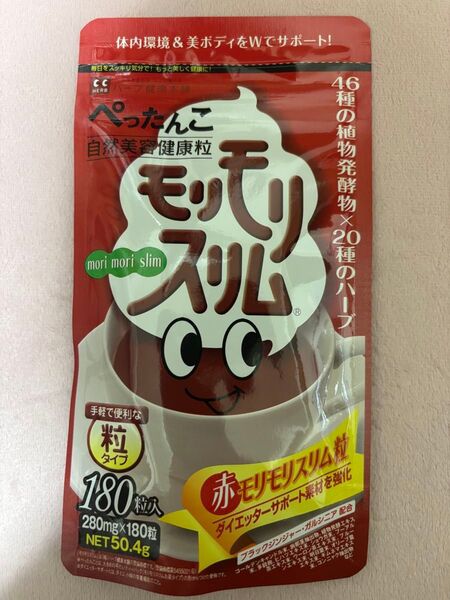 体内環境&美ボディをWでサポート!
毎日をスッキリ気分で!もっと美しく健康に!
HERB
ハーブ健康本舗
ぺったんこ
自然美容健康粒
モリモリ
スリム®
mori mori slim
46種の植物発酵物×20種のハーブ
手軽で便利な
粒
タイプ
180粒入
280mg×180粒
NET50.4g
赤モリモリスリム粒
ダイエッターサポート素材を強化
ブラックジンジャー・ガルシニア配合